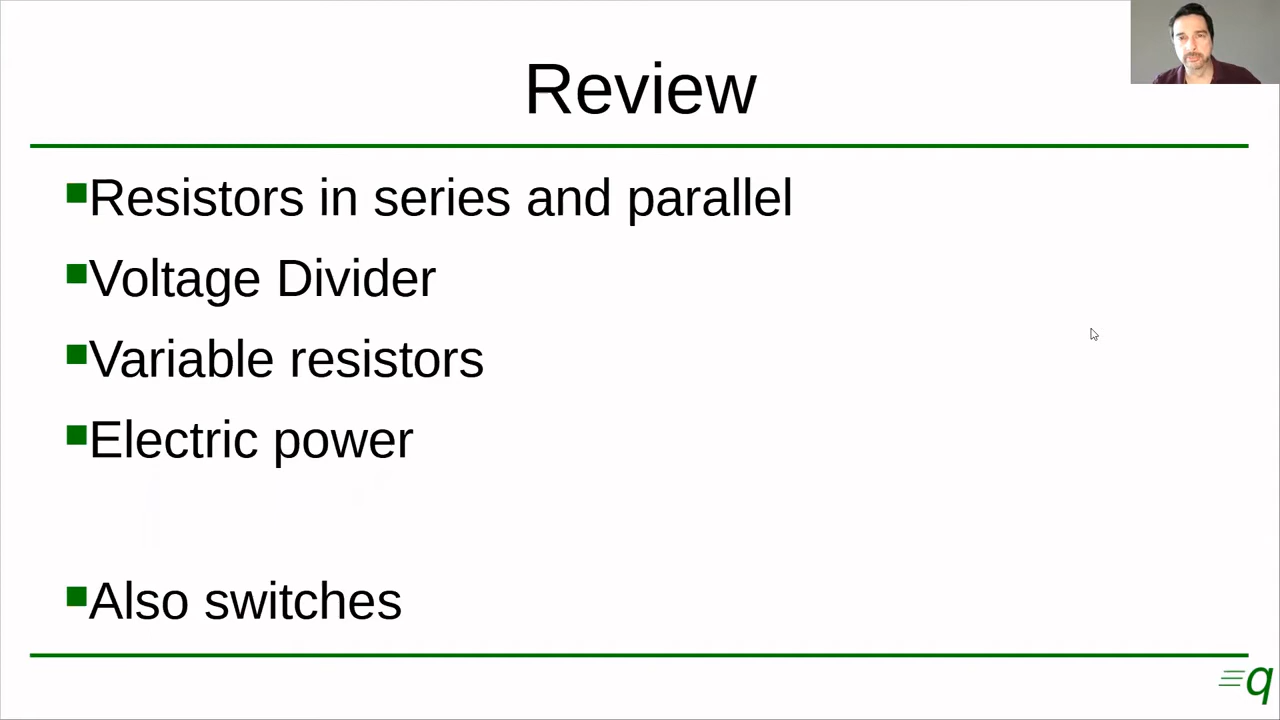 Review
Resistors in series and parallel
Voltage Divider
Variable resistors
Electric power
Also switches
q